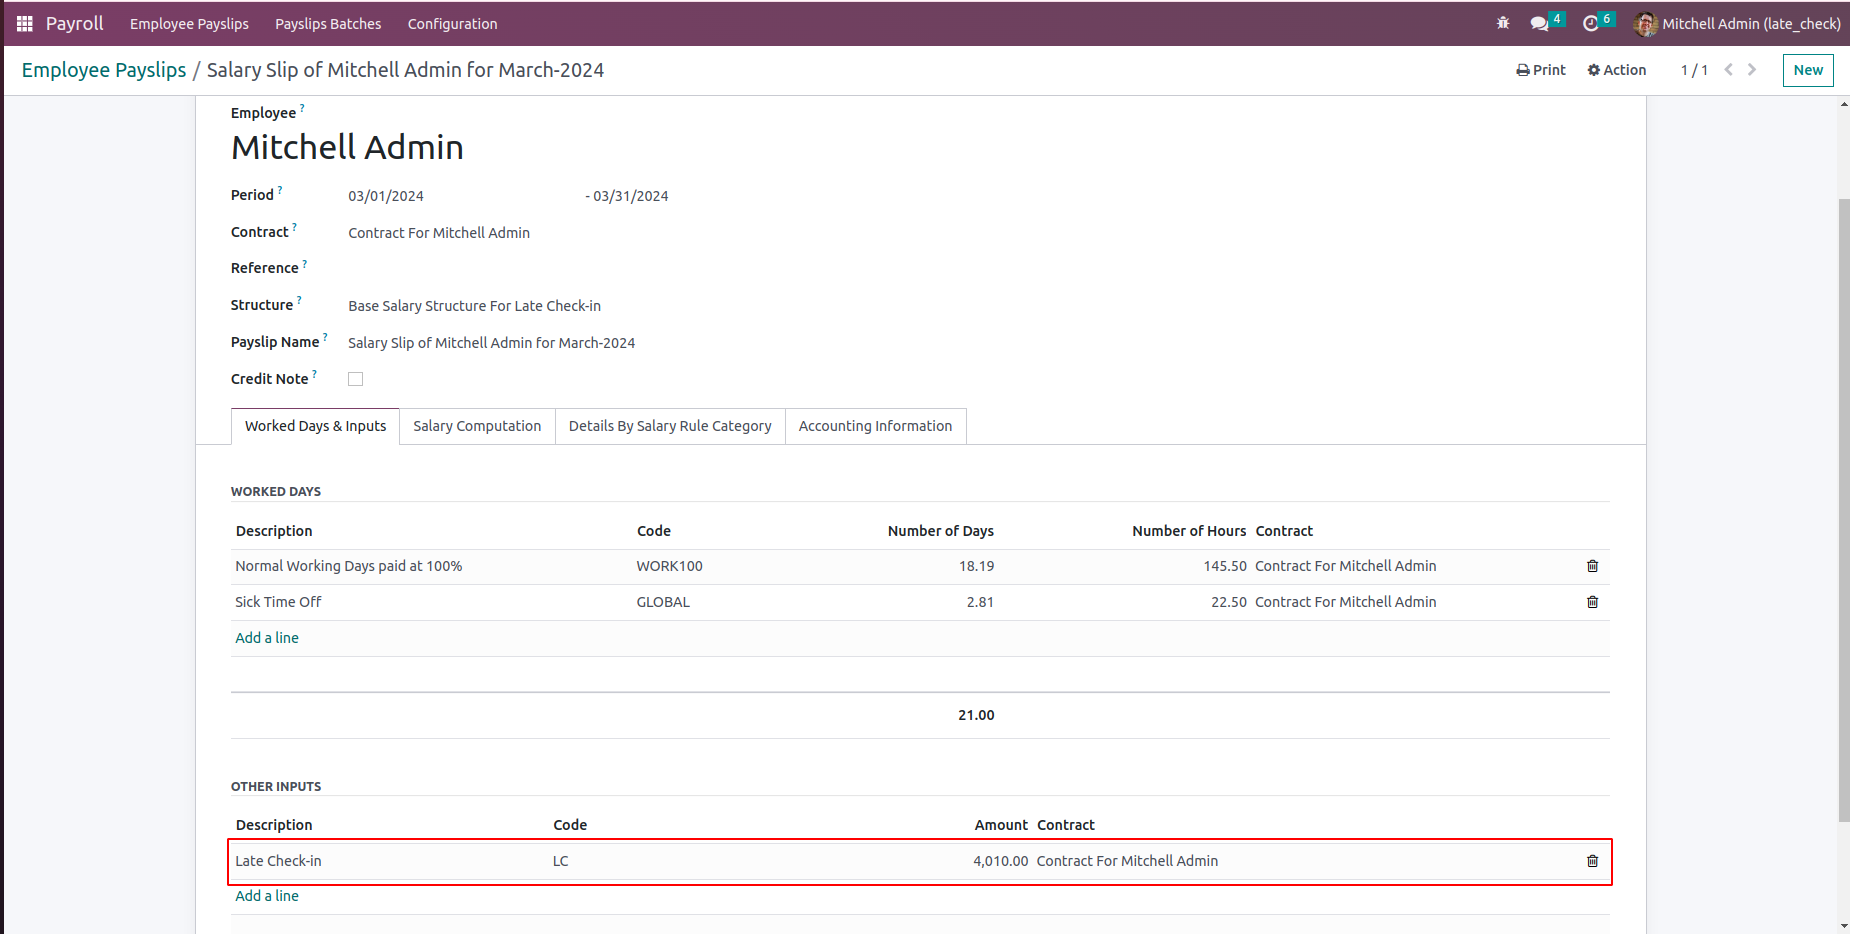 Payroll Employee Payslips Payslips Batches Configuration 4 6 Mitchell Admin (late_check)
Employee Payslips / Salary Slip of Mitchell Admin for March-2024 Print Action 1 / 1 New
Employee ?
Mitchell Admin
Period ? 03/01/2024 - 03/31/2024
Contract ? Contract For Mitchell Admin
Reference ?
Structure ? Base Salary Structure For Late Check-in
Payslip Name ? Salary Slip of Mitchell Admin for March-2024
Credit Note ?
Worked Days & Inputs Salary Computation Details By Salary Rule Category Accounting Information
WORKED DAYS
Description Code Number of Days Number of Hours Contract
Normal Working Days paid at 100% WORK100 18.19 145.50 Contract For Mitchell Admin
Sick Time Off GLOBAL 2.81 22.50 Contract For Mitchell Admin
Add a line
21.00
OTHER INPUTS
Description Code Amount Contract
Late Check-in LC 4,010.00 Contract For Mitchell Admin
Add a line